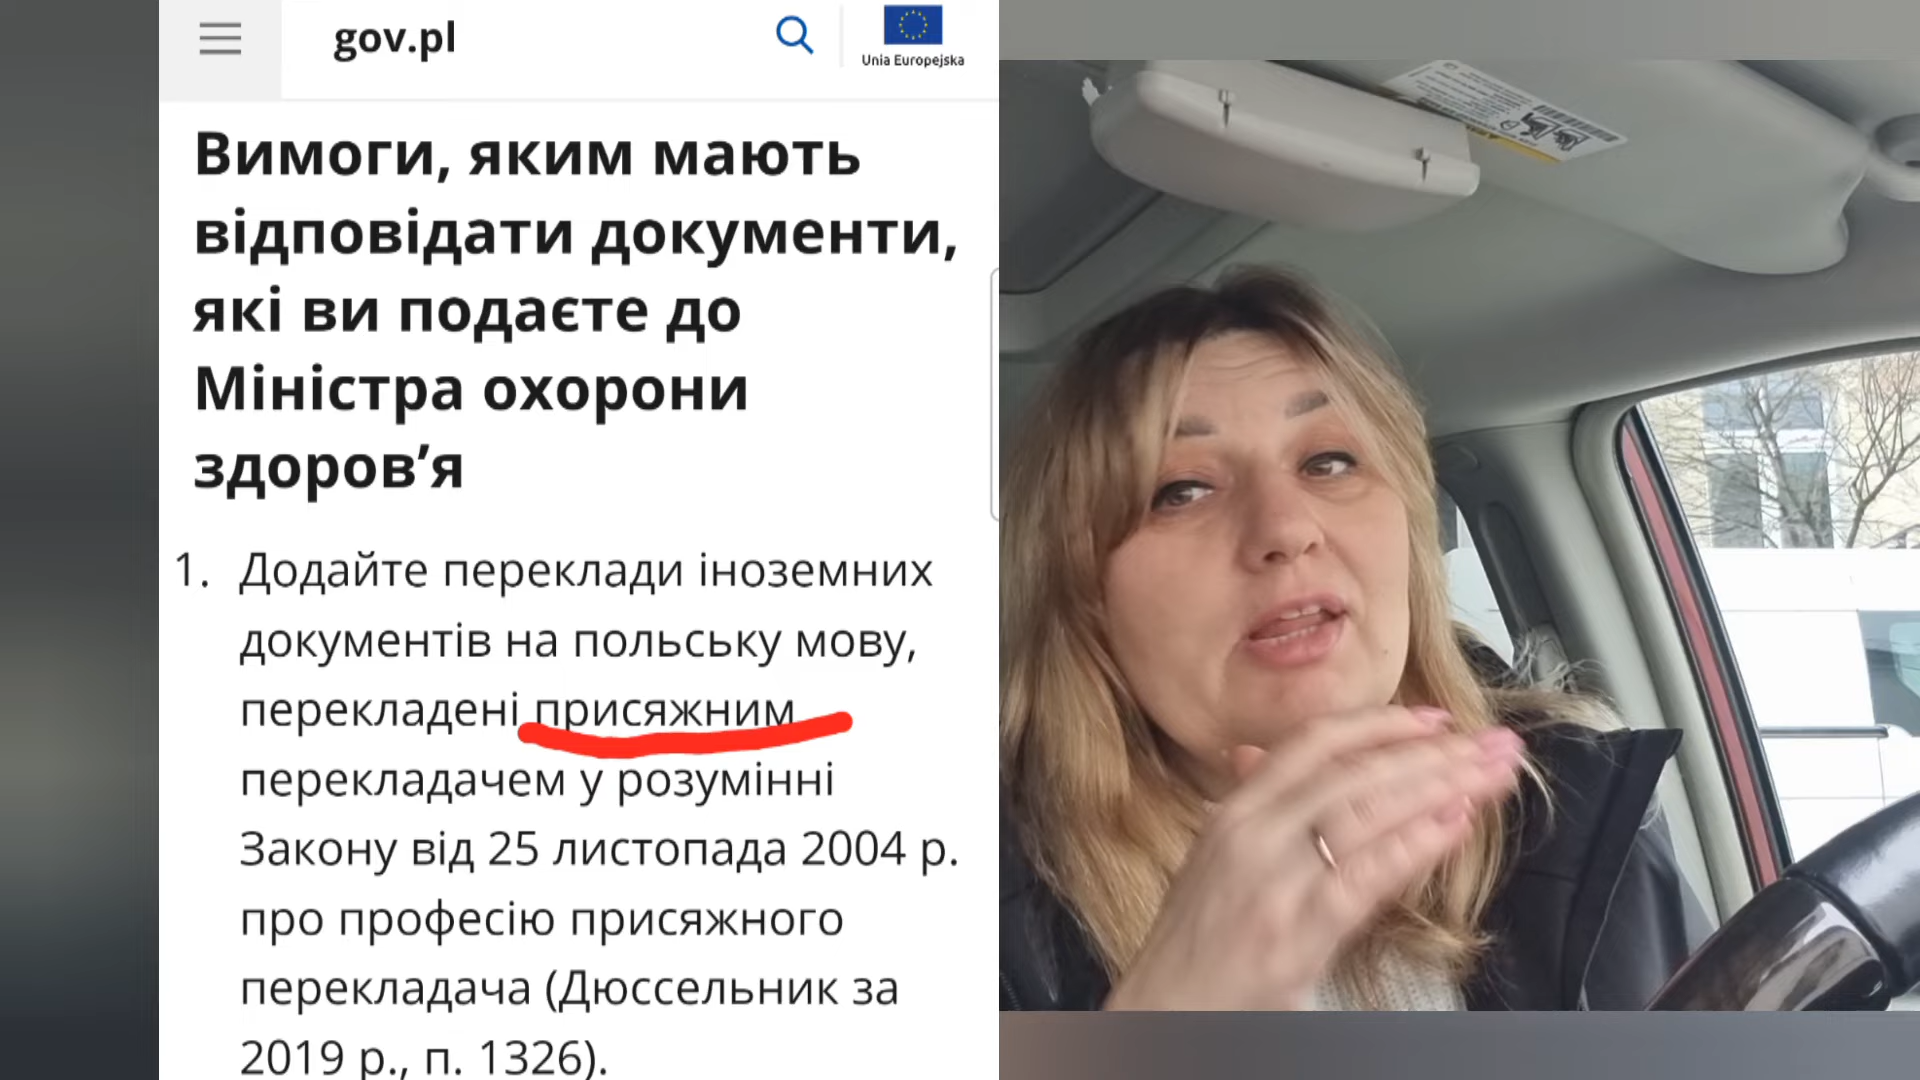 gov.pl
Unia Europejska
Вимоги, яким мають
відповідати документи,
які ви подаєте до
Міністра охорони
здоров’я
1. Додайте переклади іноземних
документів на польську мову,
перекладені присяжним
перекладачем у розумінні
Закону від 25 листопада 2004 р.
про професію присяжного
перекладача (Дюссельник за
2019 р., п. 1326).